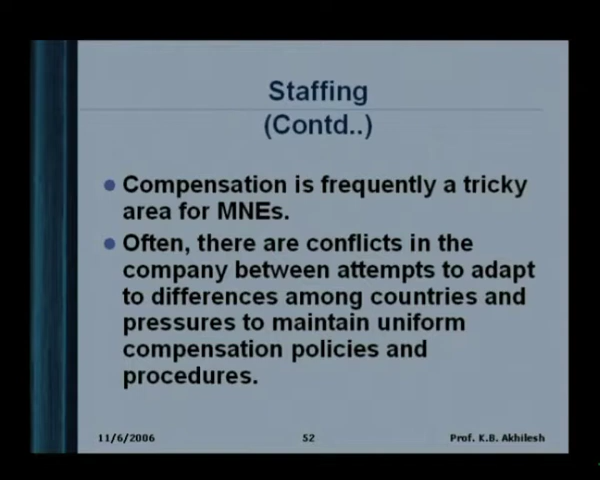 Staffing
(Contd..)
● Compensation is frequently a tricky
area for MNEs.
● Often, there are conflicts in the
company between attempts to adapt
to differences among countries and
pressures to maintain uniform
compensation policies and
procedures.
11/6/2006 52 Prof. K.B. Akhilesh